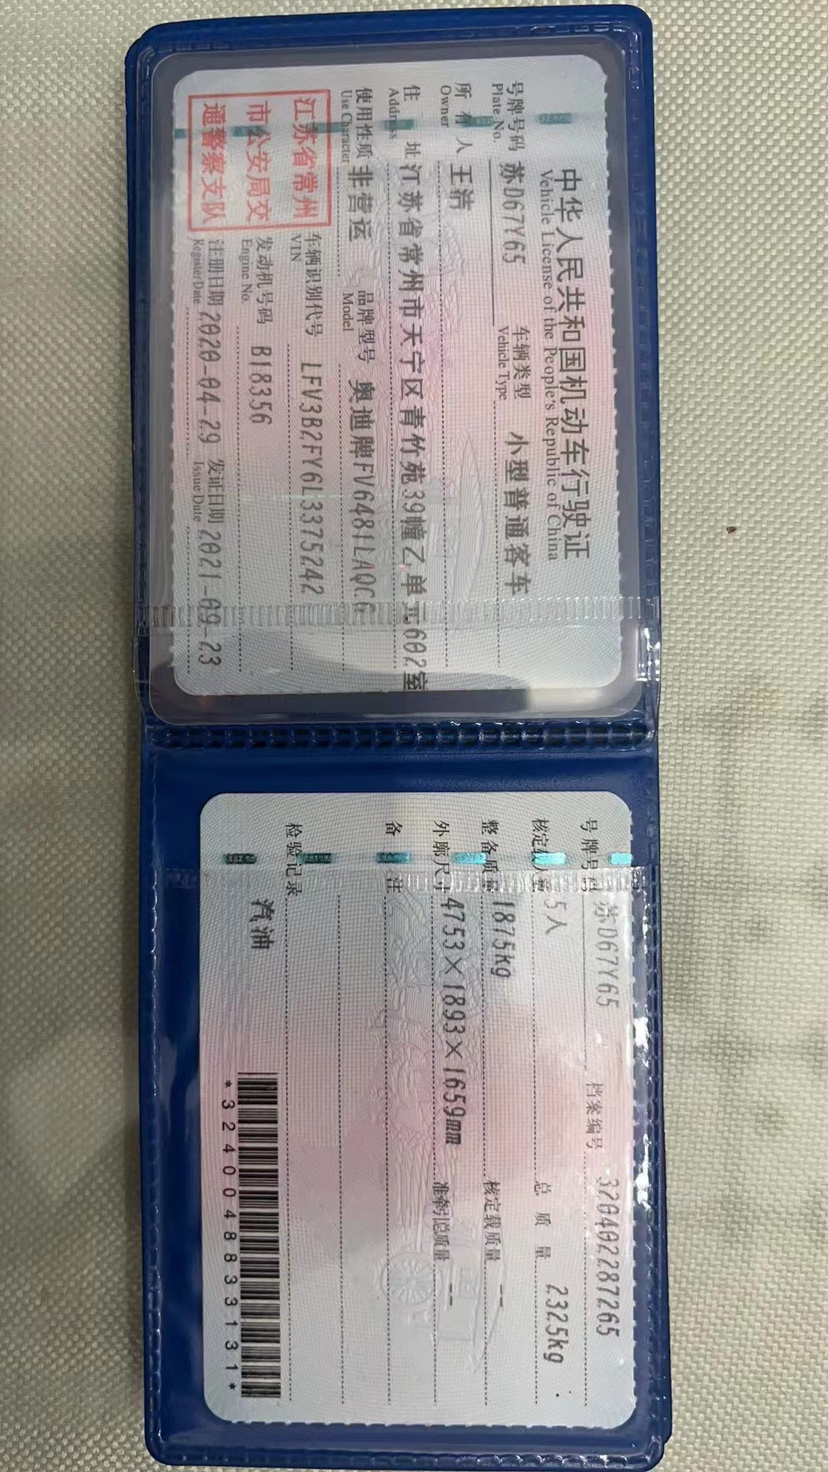 中华人民共和国机动车行驶证
Vehicle License of the People's Republic of China
号牌号码 苏D67Y65 车辆类型 小型普通客车
Plate No. Vehicle Type
所有人 王浩
Owner
住址 江苏省常州市天宁区青竹苑39幢乙单元602室
Address
使用性质 非营运 品牌型号 奥迪牌FV6481LAQCG
Use Character Model
江苏省常州
市公安局交
通警察支队
车辆识别代号 LFV3B2FY6L3375242
VIN
发动机号码 B18356
Engine No.
注册日期 2020-04-29 发证日期 2021-09-23
Register Date Issue Date
号牌号码 苏D67Y65 档案编号 320402287265
核定载人数 5人 总质量 2325kg
整备质量 1875kg 核定载质量 --
外廓尺寸 4753×1893×1659mm 准牵引总质量 --
备注
检验记录
汽油
*3240048833131*